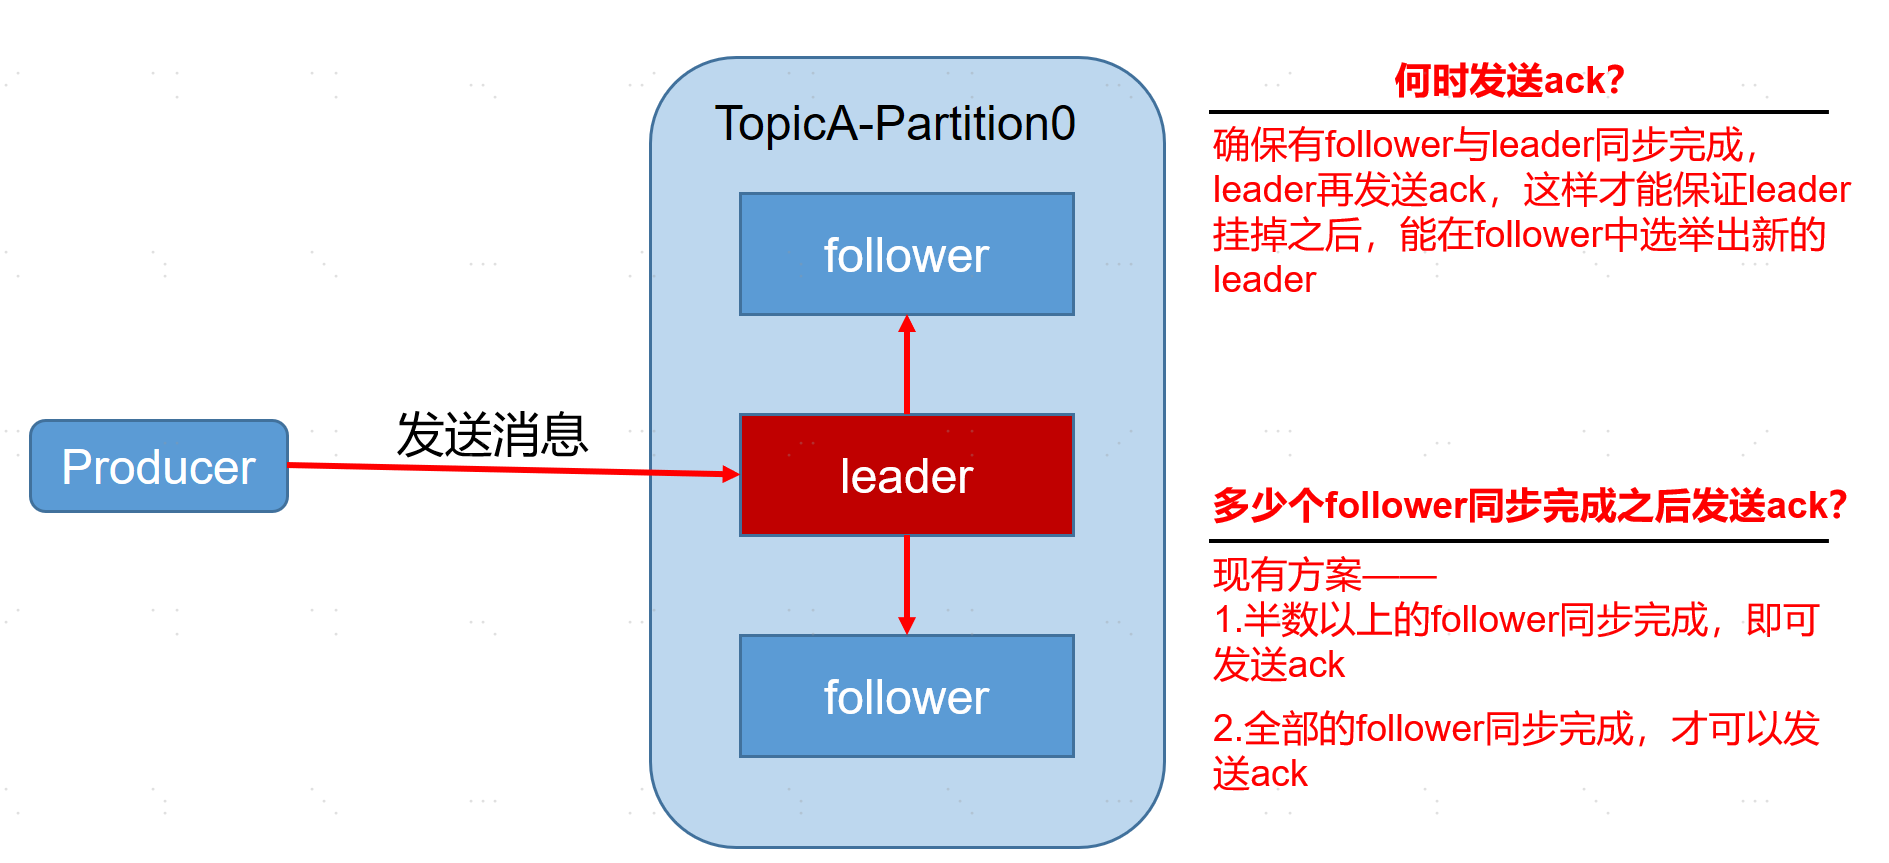 TopicA-Partition0
follower
发送消息
Producer
leader
follower
何时发送ack?
确保有follower与leader同步完成，
leader再发送ack，这样才能保证leader
挂掉之后，能在follower中选举出新的
leader
多少个follower同步完成之后发送ack?
现有方案——
1.半数以上的follower同步完成，即可
发送ack
2.全部的follower同步完成，才可以发
送ack